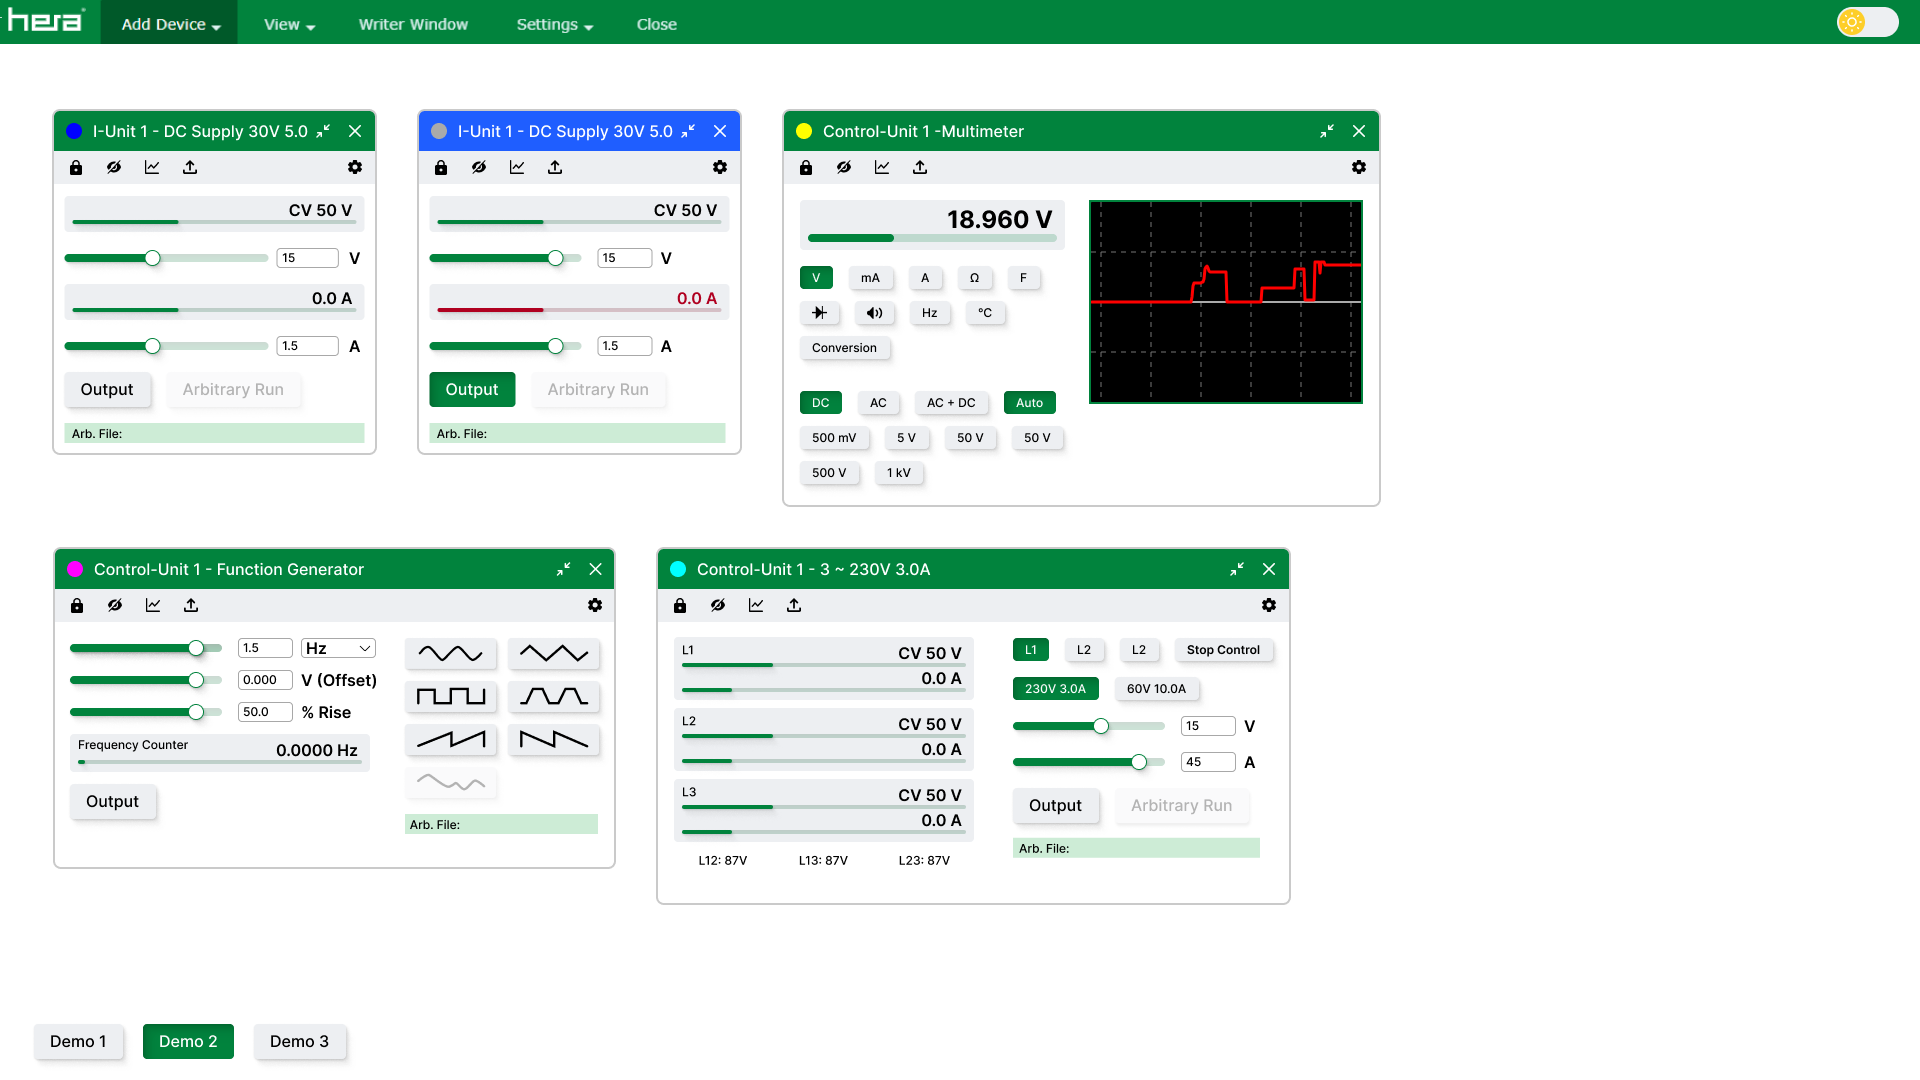 hera
Add Device
View
Writer Window
Settings
Close
I-Unit 1 - DC Supply 30V 5.0
CV 50 V
15 V
0.0 A
1.5 A
Output
Arbitrary Run
Arb. File:
I-Unit 1 - DC Supply 30V 5.0
CV 50 V
15 V
0.0 A
1.5 A
Output
Arbitrary Run
Arb. File:
Control-Unit 1 -Multimeter
18.960 V
V mA A Ω F
Hz °C
Conversion
DC AC AC + DC Auto
500 mV 5 V 50 V 50 V
500 V 1 kV
Control-Unit 1 - Function Generator
1.5 Hz
0.000 V (Offset)
50.0 % Rise
Frequency Counter 0.0000 Hz
Output
Arb. File:
Control-Unit 1 - 3 ~ 230V 3.0A
L1 CV 50 V
0.0 A
L2 CV 50 V
0.0 A
L3 CV 50 V
0.0 A
L12: 87V L13: 87V L23: 87V
L1 L2 L2 Stop Control
230V 3.0A 60V 10.0A
15 V
45 A
Output
Arbitrary Run
Arb. File:
Demo 1
Demo 2
Demo 3